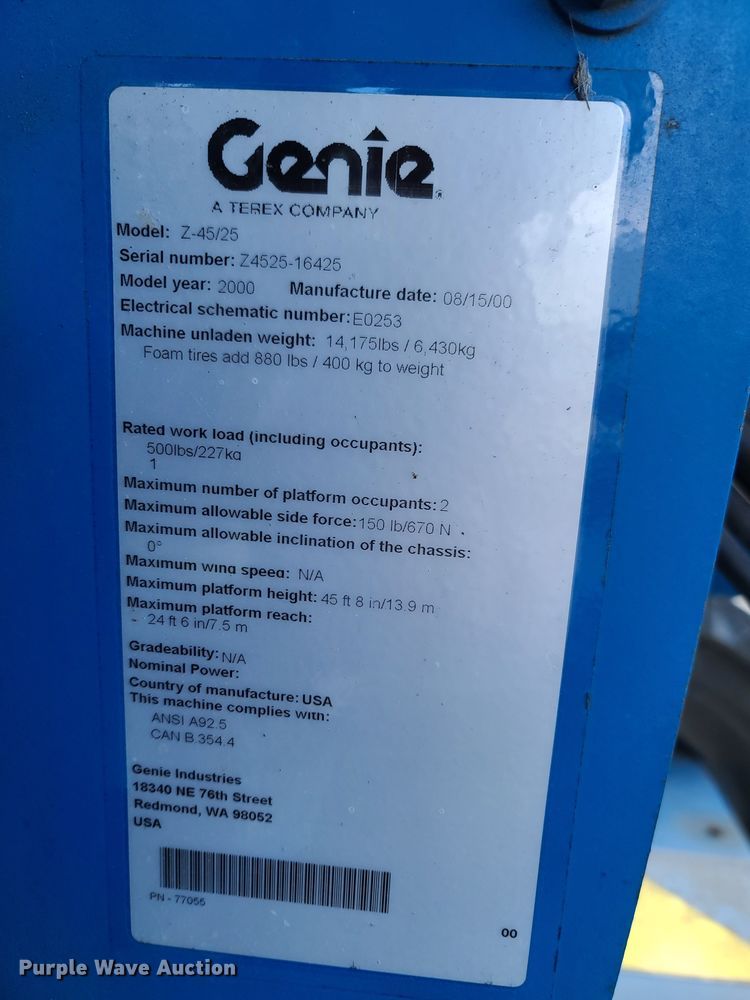 Genie
A TEREX COMPANY
Model: Z-45/25
Serial number: Z4525-16425
Model year: 2000 Manufacture date: 08/15/00
Electrical schematic number: E0253
Machine unladen weight: 14,175lbs / 6,430kg
Foam tires add 880 lbs / 400 kg to weight
Rated work load (including occupants):
500lbs/227kg
1
Maximum number of platform occupants: 2
Maximum allowable side force: 150 lb/670 N
Maximum allowable inclination of the chassis:
0°
Maximum wind speed: N/A
Maximum platform height: 45 ft 8 in/13.9 m
Maximum platform reach:
24 ft 6 in/7.5 m
Gradeability: N/A
Nominal Power:
Country of manufacture: USA
This machine complies with:
ANSI A92.5
CAN B.354.4
Genie Industries
18340 NE 76th Street
Redmond, WA 98052
USA
PN - 77055
00
Purple Wave Auction